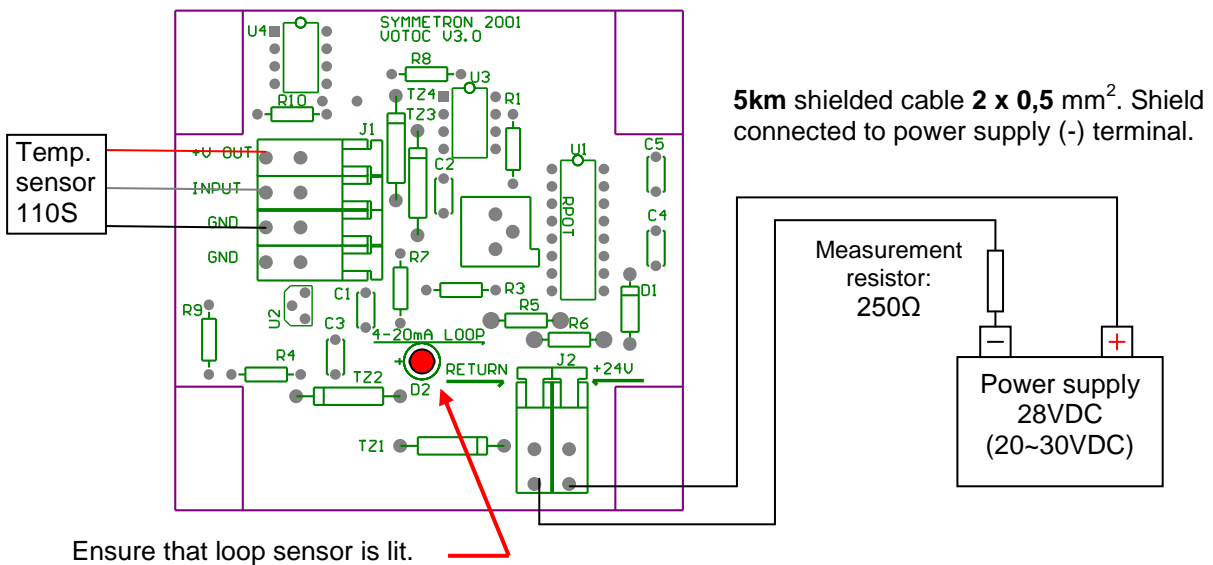 SYMMETRON 2001
VOTOC V3.0
U4
R8
U3
R10
TZ4
TZ3
R1
J1
5km shielded cable 2 x 0,5 mm². Shield
connected to power supply (-) terminal.
Temp.
sensor
110S
+V OUT
INPUT
GND
GND
C2
U1
RPOT
C5
C4
R7
R3
D1
R9
U2
C1
C3
R5
R6
R4
4-20mA LOOP
+
TZ2
D2
RETURN
J2
+24V
TZ1
Measurement
resistor:
250Ω
− +
Power supply
28VDC
(20~30VDC)
Ensure that loop sensor is lit.